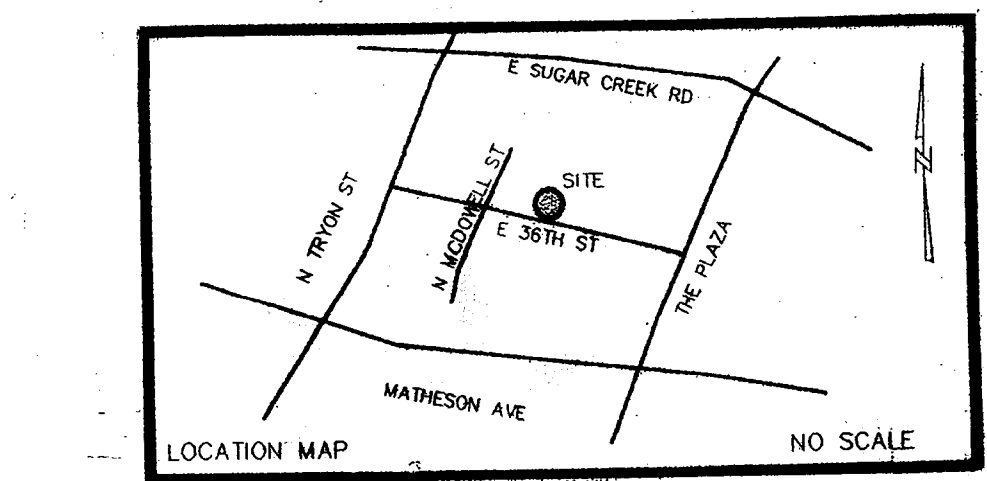 E SUGAR CREEK RD
SITE
N MCDOWELL ST
N TRYON ST
E 36TH ST
THE PLAZA
N
MATHESON AVE
LOCATION MAP
NO SCALE